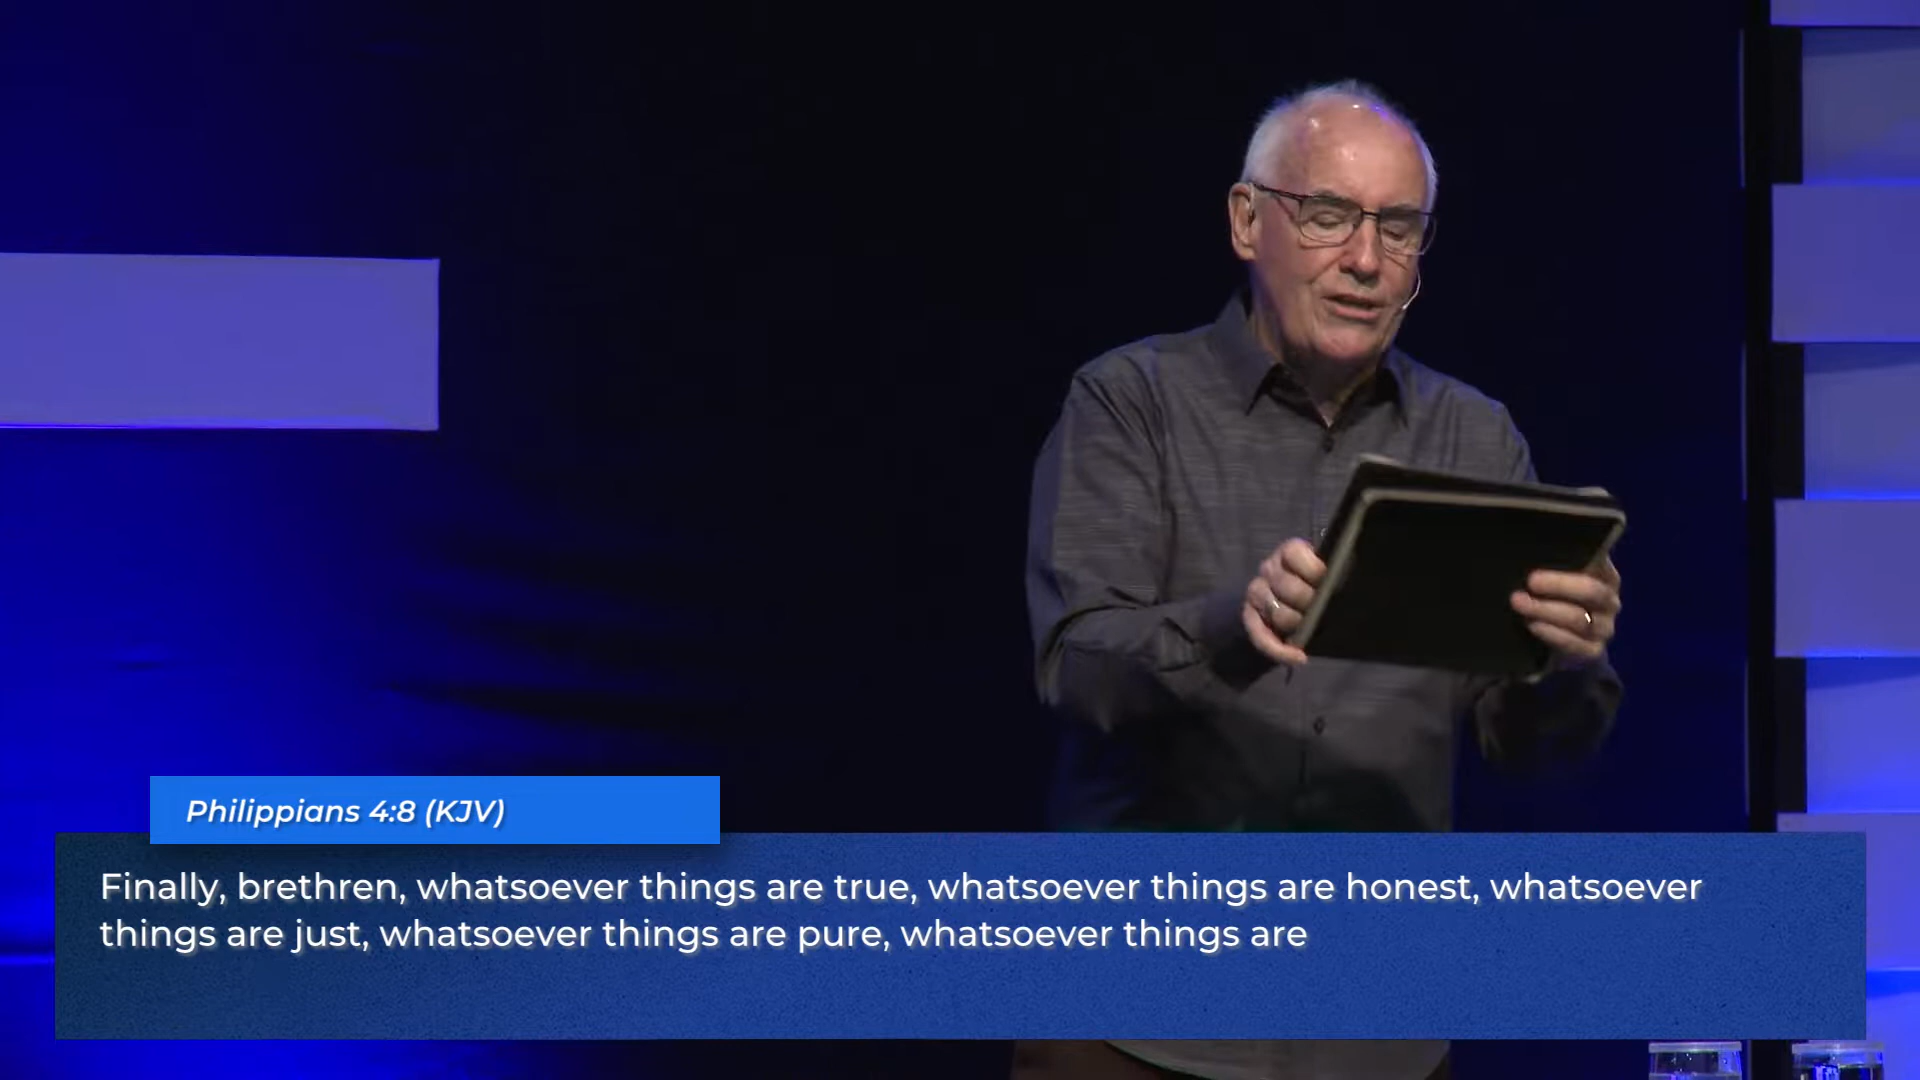 Philippians 4:8 (KJV)
Finally, brethren, whatsoever things are true, whatsoever things are honest, whatsoever
things are just, whatsoever things are pure, whatsoever things are